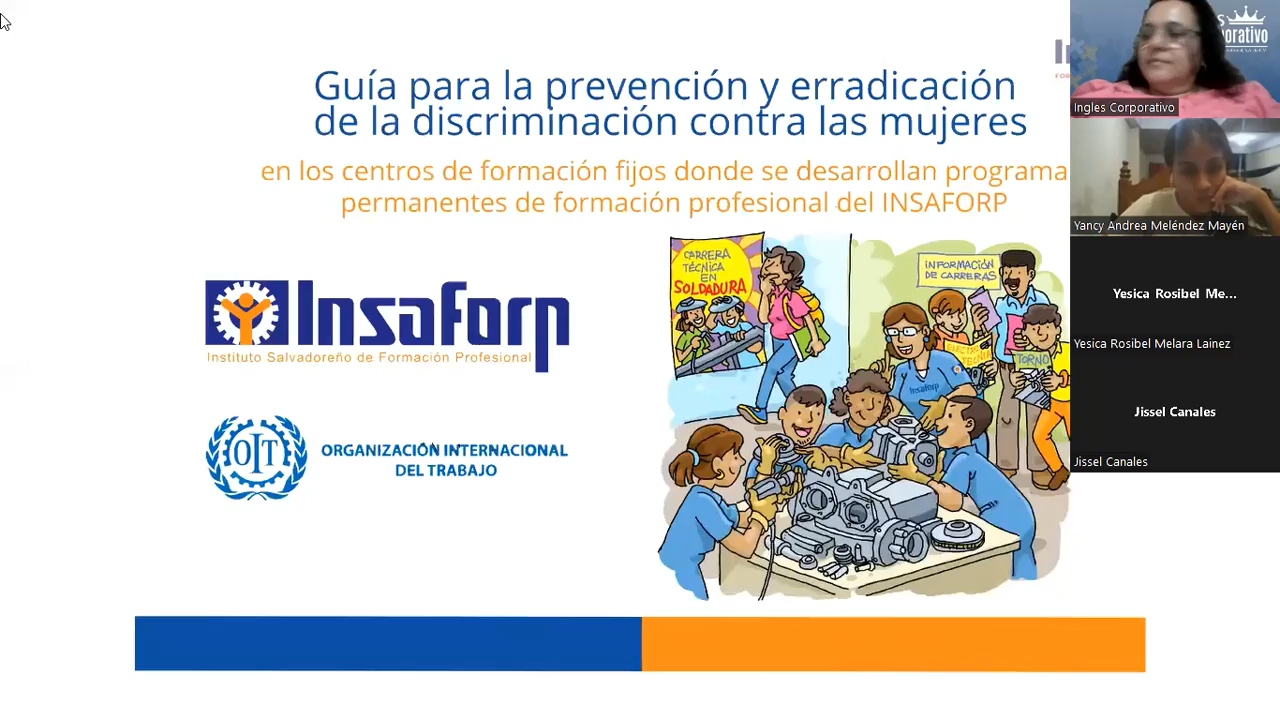 Guía para la prevención y erradicación
de la discriminación contra las mujeres
en los centros de formación fijos donde se desarrollan programa
permanentes de formación profesional del INSAFORP
Insaforp
Instituto Salvadoreño de Formación Profesional
OIT
ORGANIZACIÓN INTERNACIONAL
DEL TRABAJO
CARRERA
TÉCNICA
EN
SOLDADURA
INFORMACIÓN
DE CARRERAS
TORNO
Insaforp
orativo
Ingles Corporativo
Yancy Andrea Meléndez Mayén
Yesica Rosibel Me...
Yesica Rosibel Melara Lainez
Jissel Canales
Jissel Canales